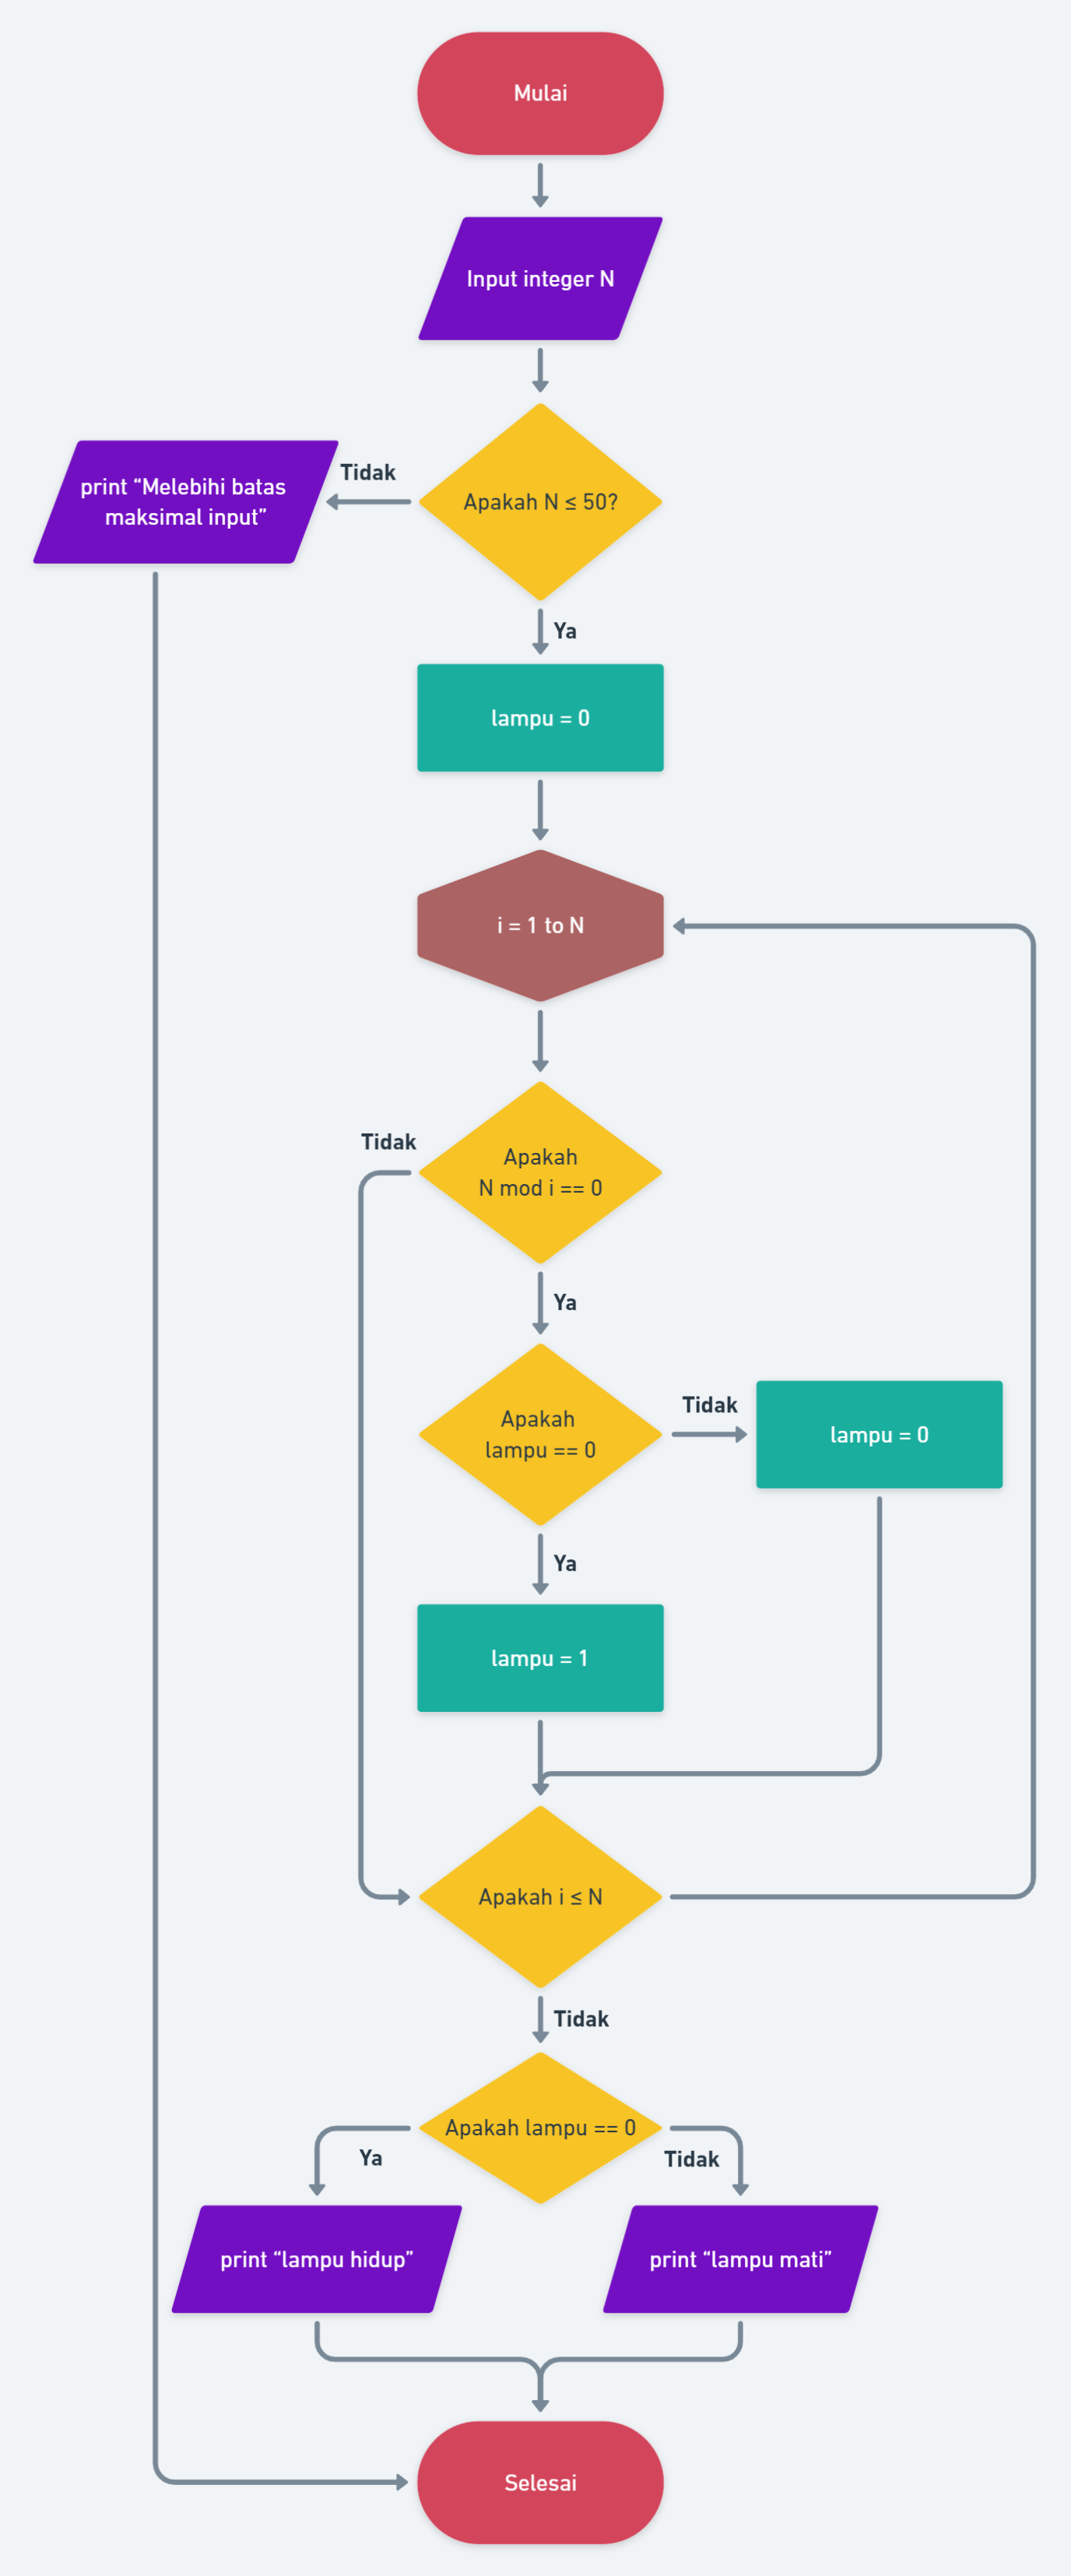 Mulai
Input integer N
Apakah N ≤ 50?
Tidak
print “Melebihi batas
maksimal input”
Ya
lampu = 0
i = 1 to N
Apakah
N mod i == 0
Tidak
Ya
Apakah
lampu == 0
Tidak
lampu = 0
Ya
lampu = 1
Apakah i ≤ N
Tidak
Apakah lampu == 0
Ya
Tidak
print “lampu hidup”
print “lampu mati”
Selesai